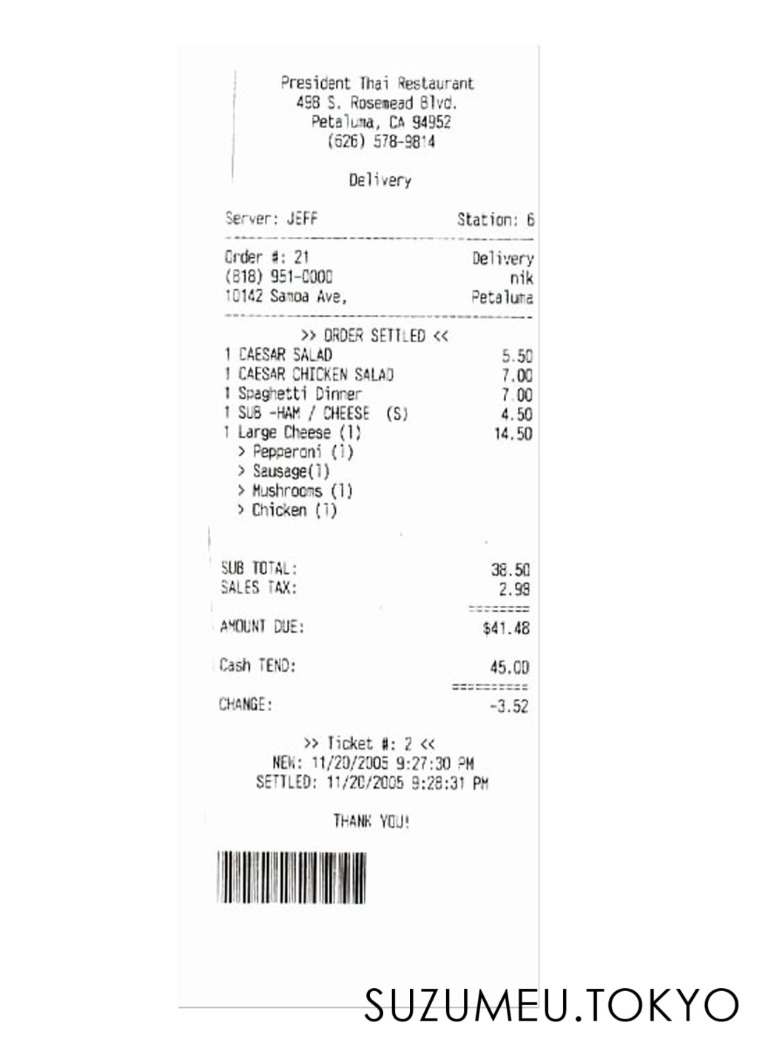 President Thai Restaurant
498 S. Rosemead Blvd.
Petaluma, CA 94952
(626) 578-9814
Delivery
Server: JEFF Station: 6
Order #: 21 Delivery
(818) 951-0000 nik
10142 Samoa Ave, Petaluma
>> ORDER SETTLED <<
1 CAESAR SALAD 5.50
1 CAESAR CHICKEN SALAD 7.00
1 Spaghetti Dinner 7.00
1 SUB -HAM / CHEESE (S) 4.50
1 Large Cheese (1) 14.50
> Pepperoni (1)
> Sausage(1)
> Mushrooms (1)
> Chicken (1)
SUB TOTAL: 38.50
SALES TAX: 2.98
========
AMOUNT DUE: $41.48
Cash TEND: 45.00
==========
CHANGE: -3.52
>> Ticket #: 2 <<
NEW: 11/20/2005 9:27:30 PM
SETTLED: 11/20/2005 9:28:31 PM
THANK YOU!
SUZUMEU.TOKYO